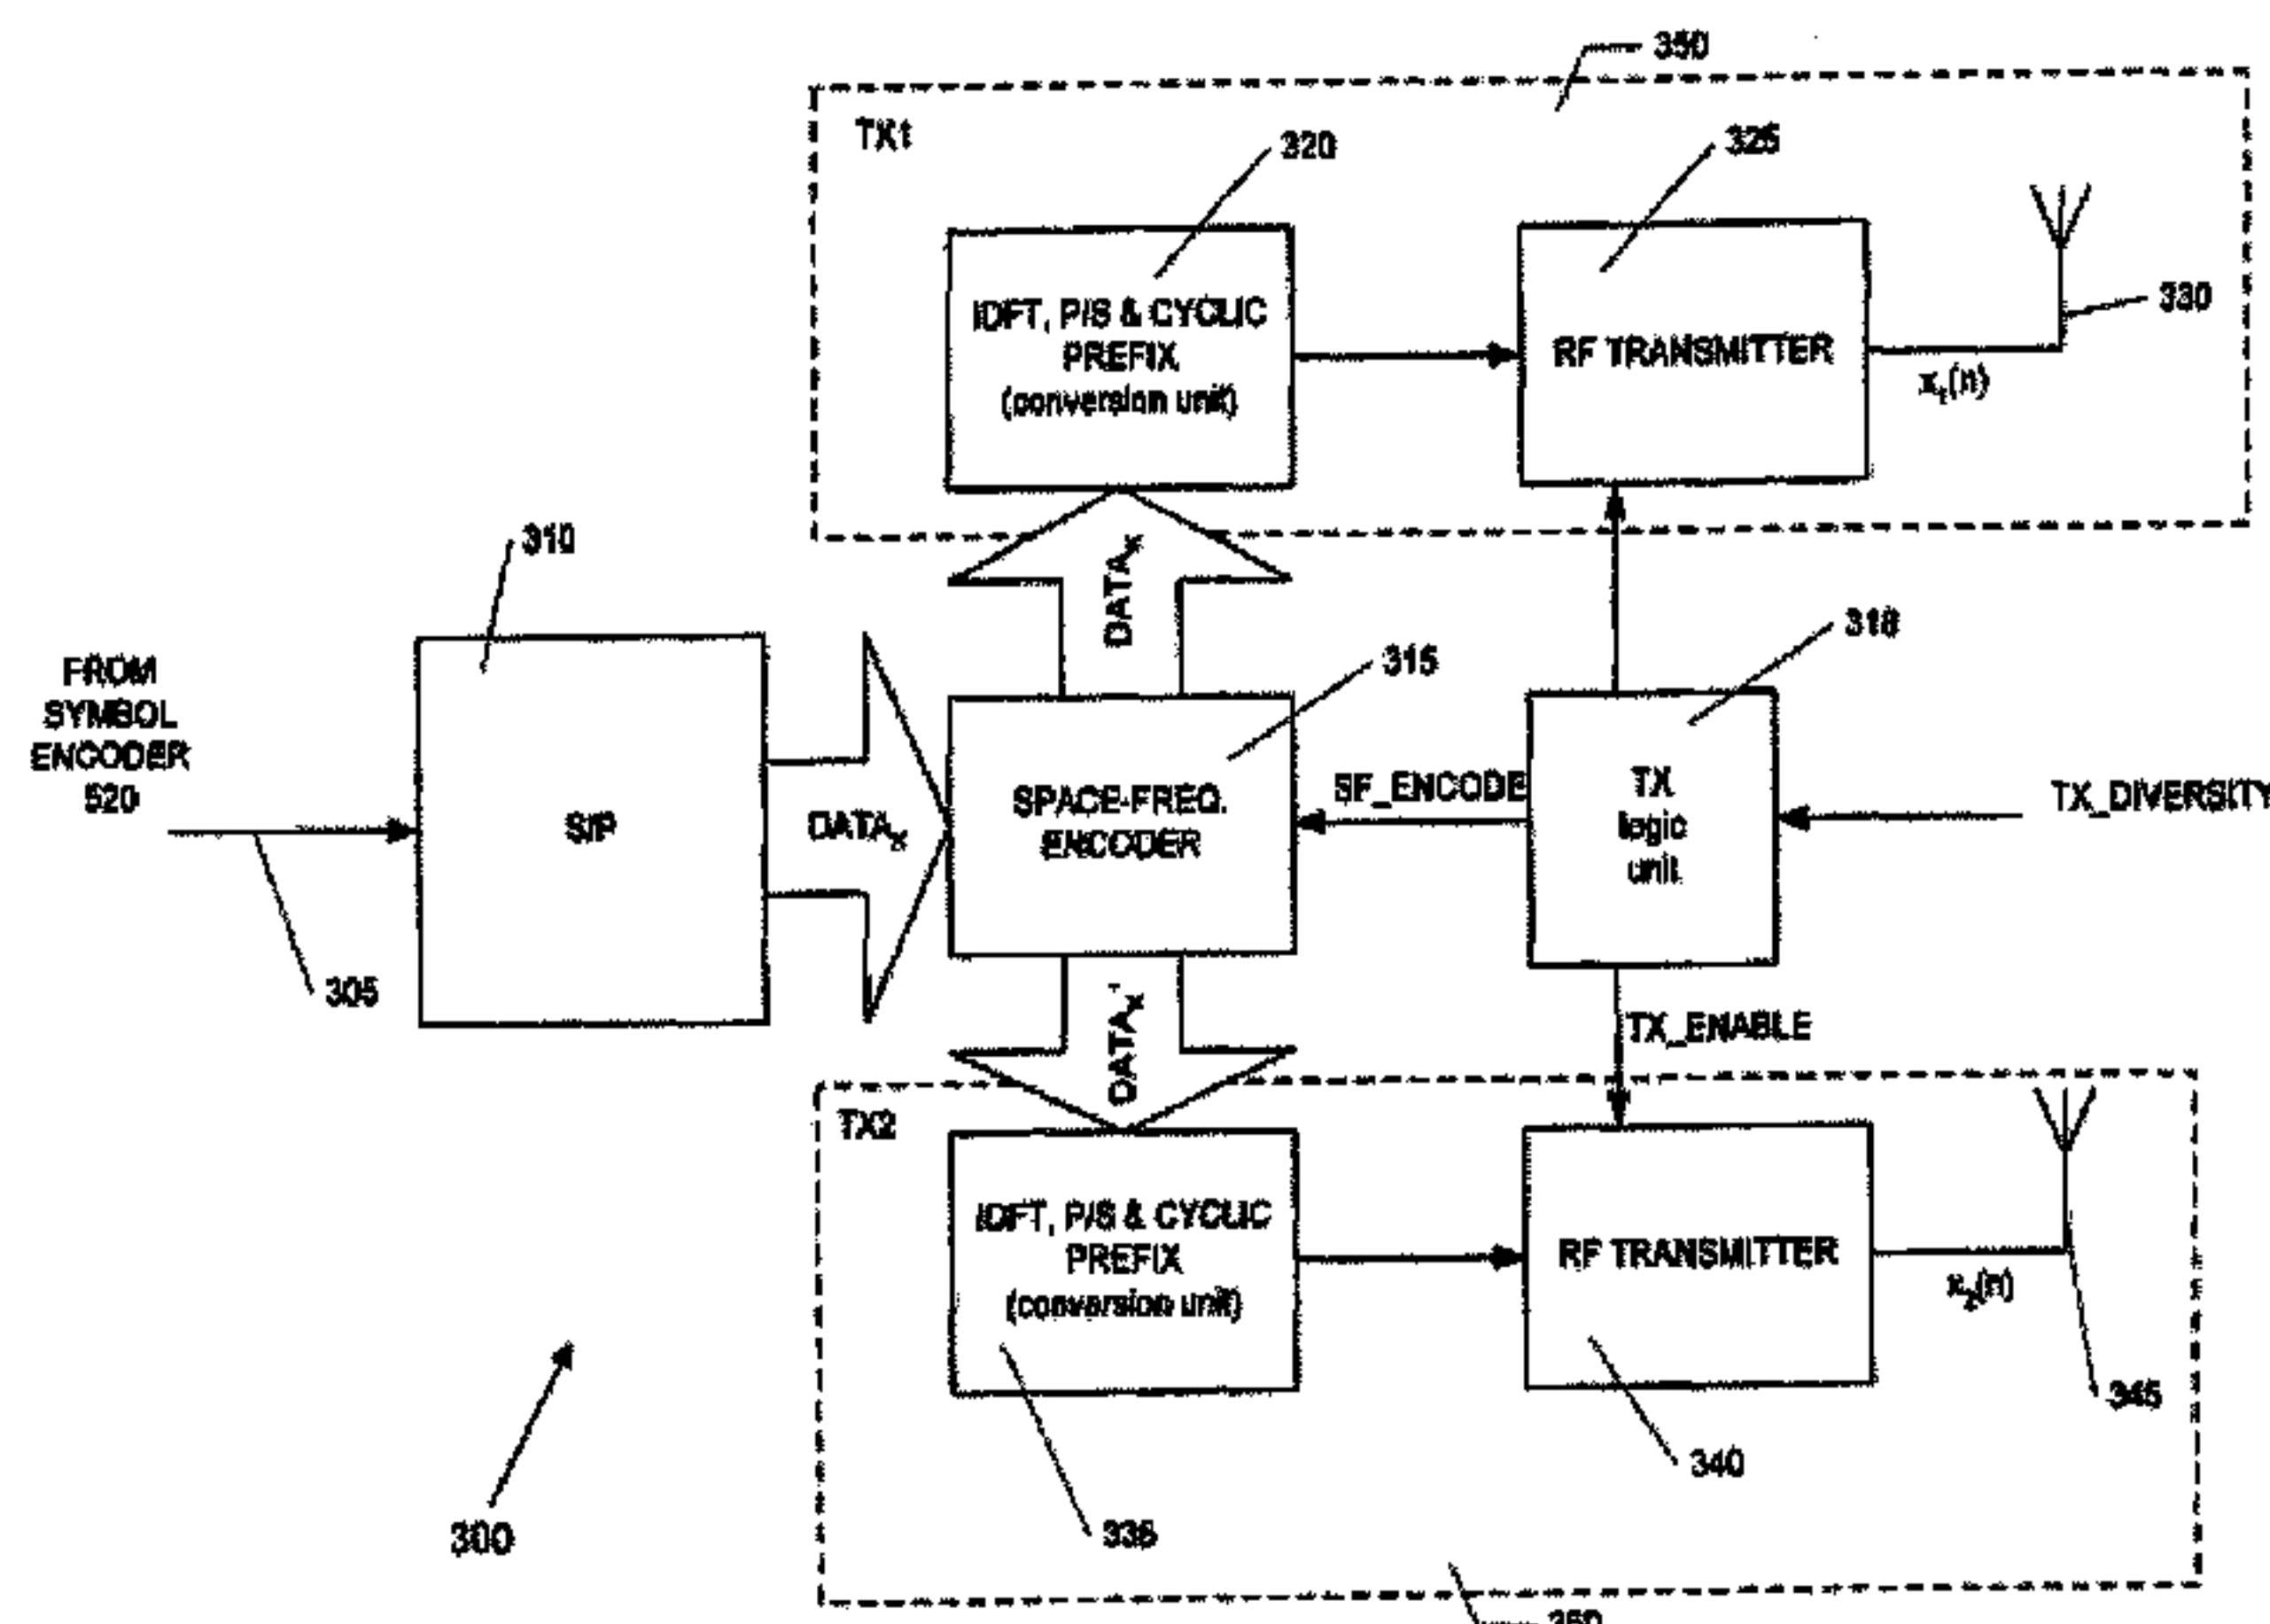 350
TX1
320
325
IDFT, P/S & CYCLIC
PREFIX
(conversion unit)
RF TRANSMITTER
330
x₁(n)
310
DATAₓ
318
315
FROM
SYMBOL
ENCODER
520
S/P
DATAₓ
SPACE-FREQ.
ENCODER
SF_ENCODE
TX
logic
unit
TX_DIVERSITY
305
DATAₓ'
TX_ENABLE
TX2
IDFT, P/S & CYCLIC
PREFIX
(conversion unit)
RF TRANSMITTER
x₂(n)
345
340
300
335